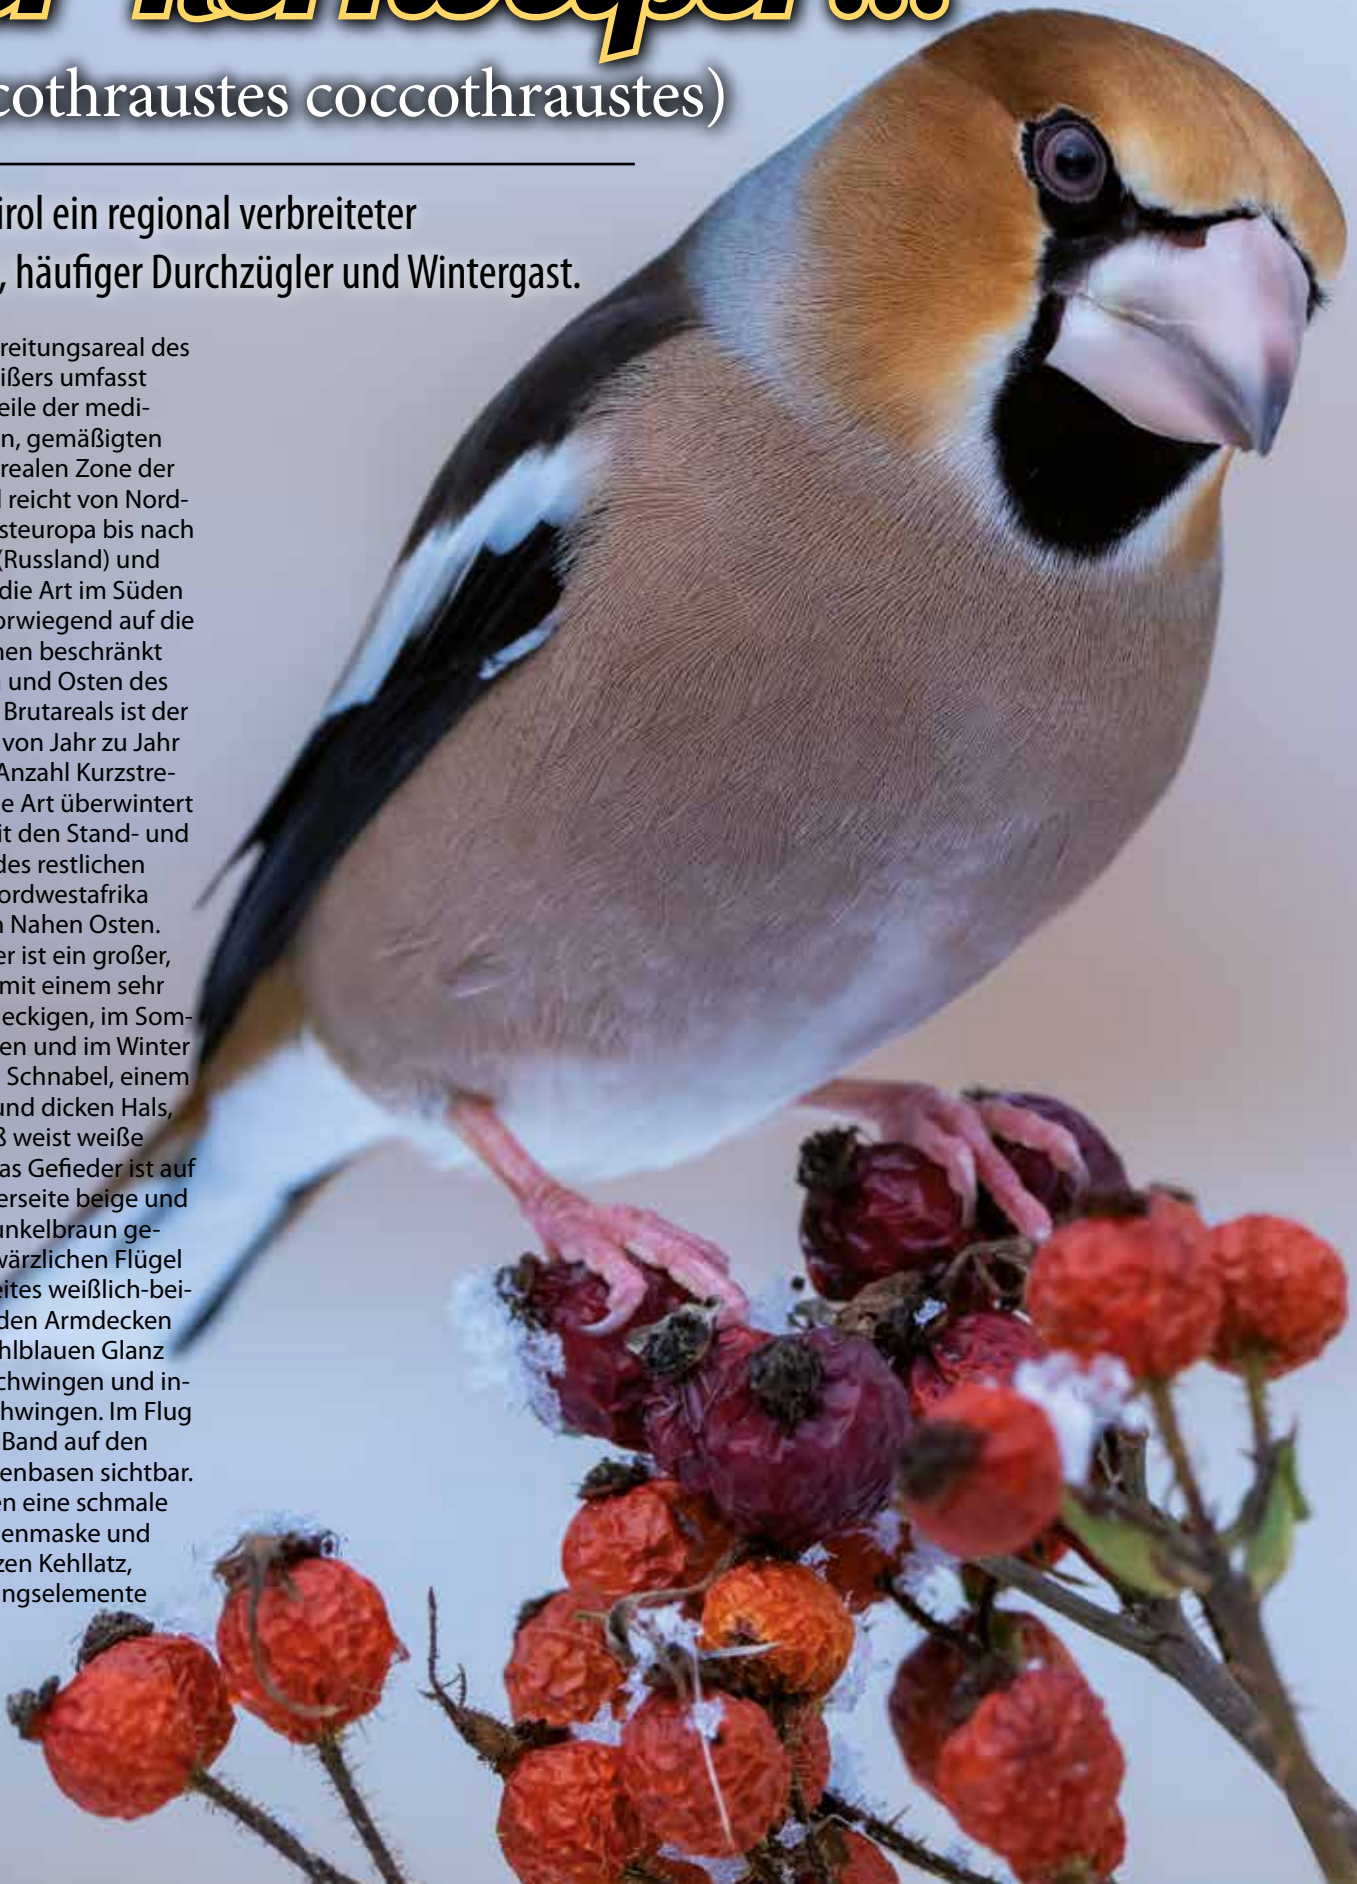 cothraustes coccothraustes)
irol ein regional verbreiteter
, häufiger Durchzügler und Wintergast.
reitungsareal des
ißers umfasst
eile der medi-
n, gemäßigten
realen Zone der
l reicht von Nord-
steuropa bis nach
(Russland) und
die Art im Süden
orwiegend auf die
nen beschränkt
n und Osten des
Brutareals ist der
von Jahr zu Jahr
Anzahl Kurzstre-
e Art überwintert
it den Stand- und
des restlichen
ordwestafrika
n Nahen Osten.
er ist ein großer,
mit einem sehr
eckigen, im Som-
en und im Winter
Schnabel, einem
und dicken Hals,
ß weist weiße
as Gefieder ist auf
erseite beige und
unkelbraun ge-
wärzlichen Flügel
eites weißlich-bei-
den Armdecken
hlblauen Glanz
chwingen und in-
hwingen. Im Flug
Band auf den
enbasen sichtbar.
en eine schmale
enmaske und
zen Kehllatz,
ngselemente